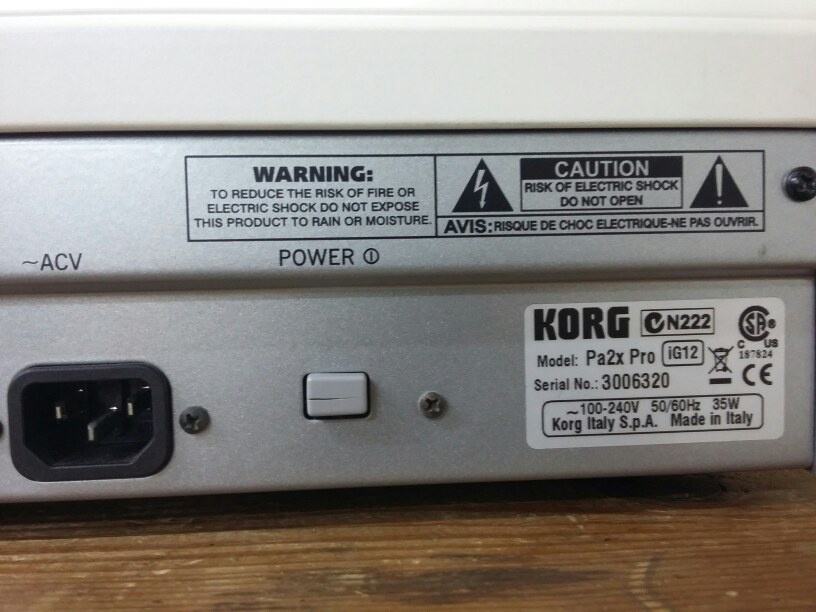 WARNING:
TO REDUCE THE RISK OF FIRE OR
ELECTRIC SHOCK DO NOT EXPOSE
THIS PRODUCT TO RAIN OR MOISTURE.
CAUTION
RISK OF ELECTRIC SHOCK
DO NOT OPEN
AVIS: RISQUE DE CHOC ELECTRIQUE-NE PAS OUVRIR.
~ACV
POWER
KORG N222
SA®
C US
187824
Model: Pa2x Pro iG12
Serial No.: 3006320
CE
~100-240V 50/60Hz 35W
Korg Italy S.p.A. Made in Italy